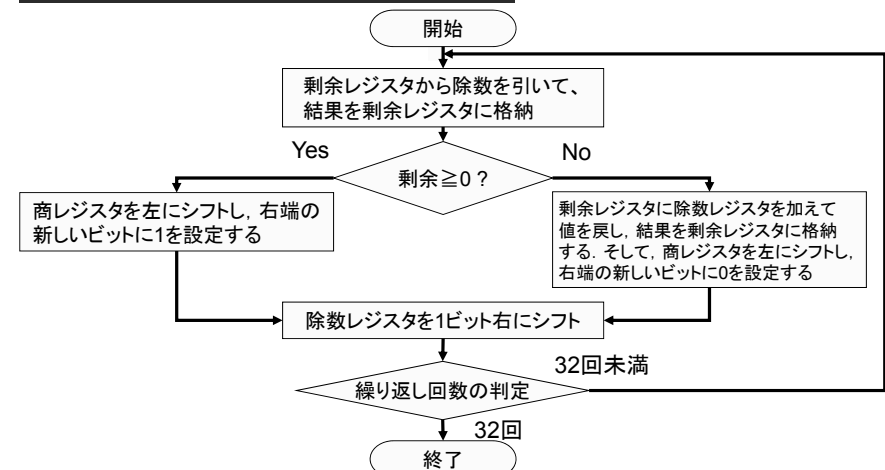 開始
剰余レジスタから除数を引いて、
結果を剰余レジスタに格納
Yes
剰余≧0？
No
商レジスタを左にシフトし，右端の
新しいビットに1を設定する
剰余レジスタに除数レジスタを加えて
値を戻し，結果を剰余レジスタに格納
する．そして，商レジスタを左にシフトし，
右端の新しいビットに0を設定する
除数レジスタを1ビット右にシフト
32回未満
繰り返し回数の判定
32回
終了